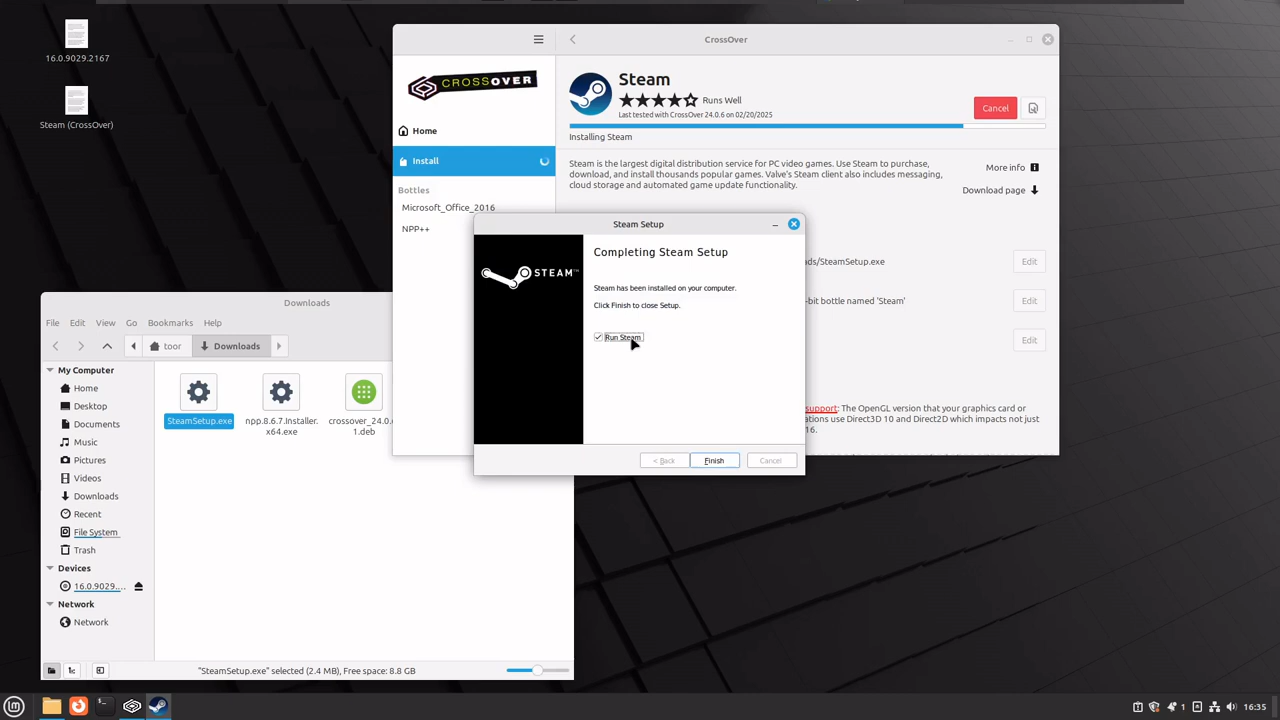 16.0.9029.2167
Steam (CrossOver)
CrossOver
CROSSOVER
Home
Install
Bottles
Microsoft_Office_2016
NPP++
Steam
Runs Well
Last tested with CrossOver 24.0.6 on 02/20/2025
Cancel
Installing Steam
Steam is the largest digital distribution service for PC video games. Use Steam to purchase,
download, and install thousands popular games. Valve's Steam client also includes messaging,
cloud storage and automated game update functionality.
More info
Download page
ds/SteamSetup.exe
Edit
-bit bottle named 'Steam'
Edit
Edit
support: The OpenGL version that your graphics card or
ations use Direct3D 10 and Direct2D which impacts not just
16.
Steam Setup
STEAM™
Completing Steam Setup
Steam has been installed on your computer.
Click Finish to close Setup.
Run Steam
< Back
Finish
Cancel
Downloads
File Edit View Go Bookmarks Help
toor
Downloads
My Computer
Home
Desktop
Documents
Music
Pictures
Videos
Downloads
Recent
File System
Trash
Devices
16.0.9029....
Network
Network
SteamSetup.exe
npp.8.6.7.Installer.
x64.exe
crossover_24.0.
1.deb
"SteamSetup.exe" selected (2.4 MB), Free space: 8.8 GB
1
16:35